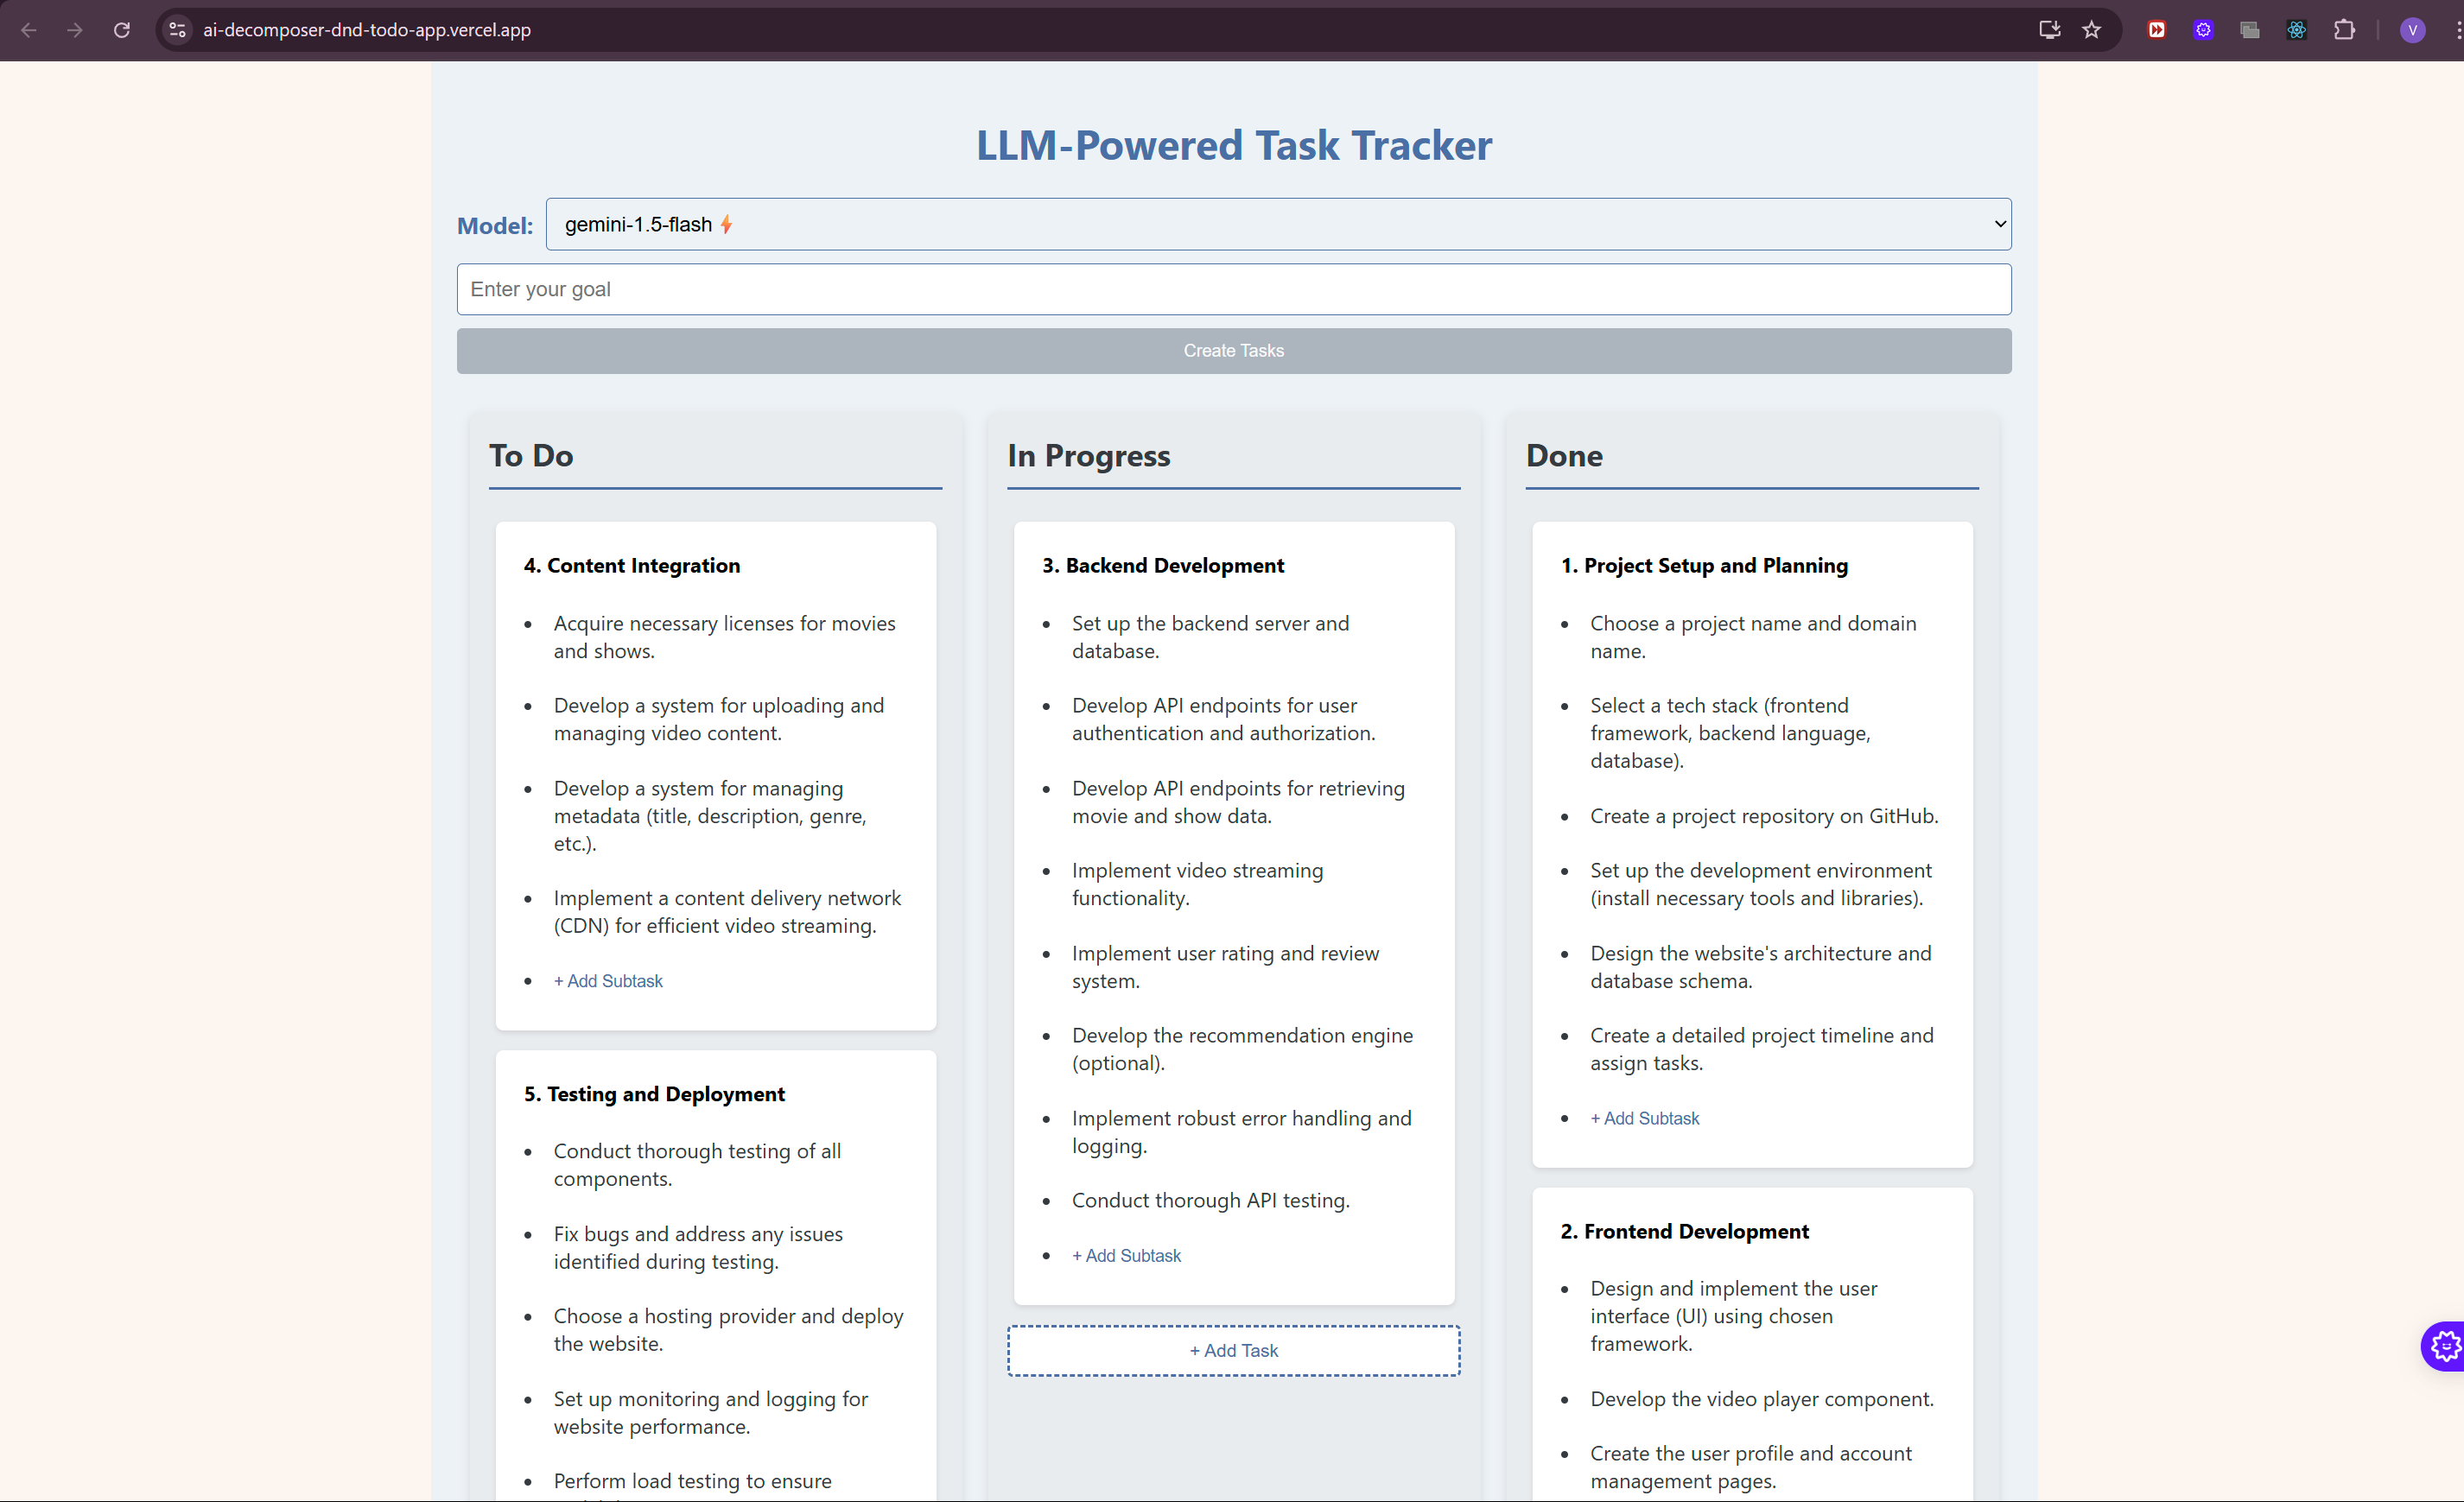 ai-decomposer-dnd-todo-app.vercel.app
V
LLM-Powered Task Tracker
Model:
gemini-1.5-flash⚡
Enter your goal
Create Tasks
To Do
4. Content Integration
• Acquire necessary licenses for movies
and shows.
• Develop a system for uploading and
managing video content.
• Develop a system for managing
metadata (title, description, genre,
etc.).
• Implement a content delivery network
(CDN) for efficient video streaming.
• + Add Subtask
5. Testing and Deployment
• Conduct thorough testing of all
components.
• Fix bugs and address any issues
identified during testing.
• Choose a hosting provider and deploy
the website.
• Set up monitoring and logging for
website performance.
• Perform load testing to ensure
In Progress
3. Backend Development
• Set up the backend server and
database.
• Develop API endpoints for user
authentication and authorization.
• Develop API endpoints for retrieving
movie and show data.
• Implement video streaming
functionality.
• Implement user rating and review
system.
• Develop the recommendation engine
(optional).
• Implement robust error handling and
logging.
• Conduct thorough API testing.
• + Add Subtask
+ Add Task
Done
1. Project Setup and Planning
• Choose a project name and domain
name.
• Select a tech stack (frontend
framework, backend language,
database).
• Create a project repository on GitHub.
• Set up the development environment
(install necessary tools and libraries).
• Design the website's architecture and
database schema.
• Create a detailed project timeline and
assign tasks.
• + Add Subtask
2. Frontend Development
• Design and implement the user
interface (UI) using chosen
framework.
• Develop the video player component.
• Create the user profile and account
management pages.